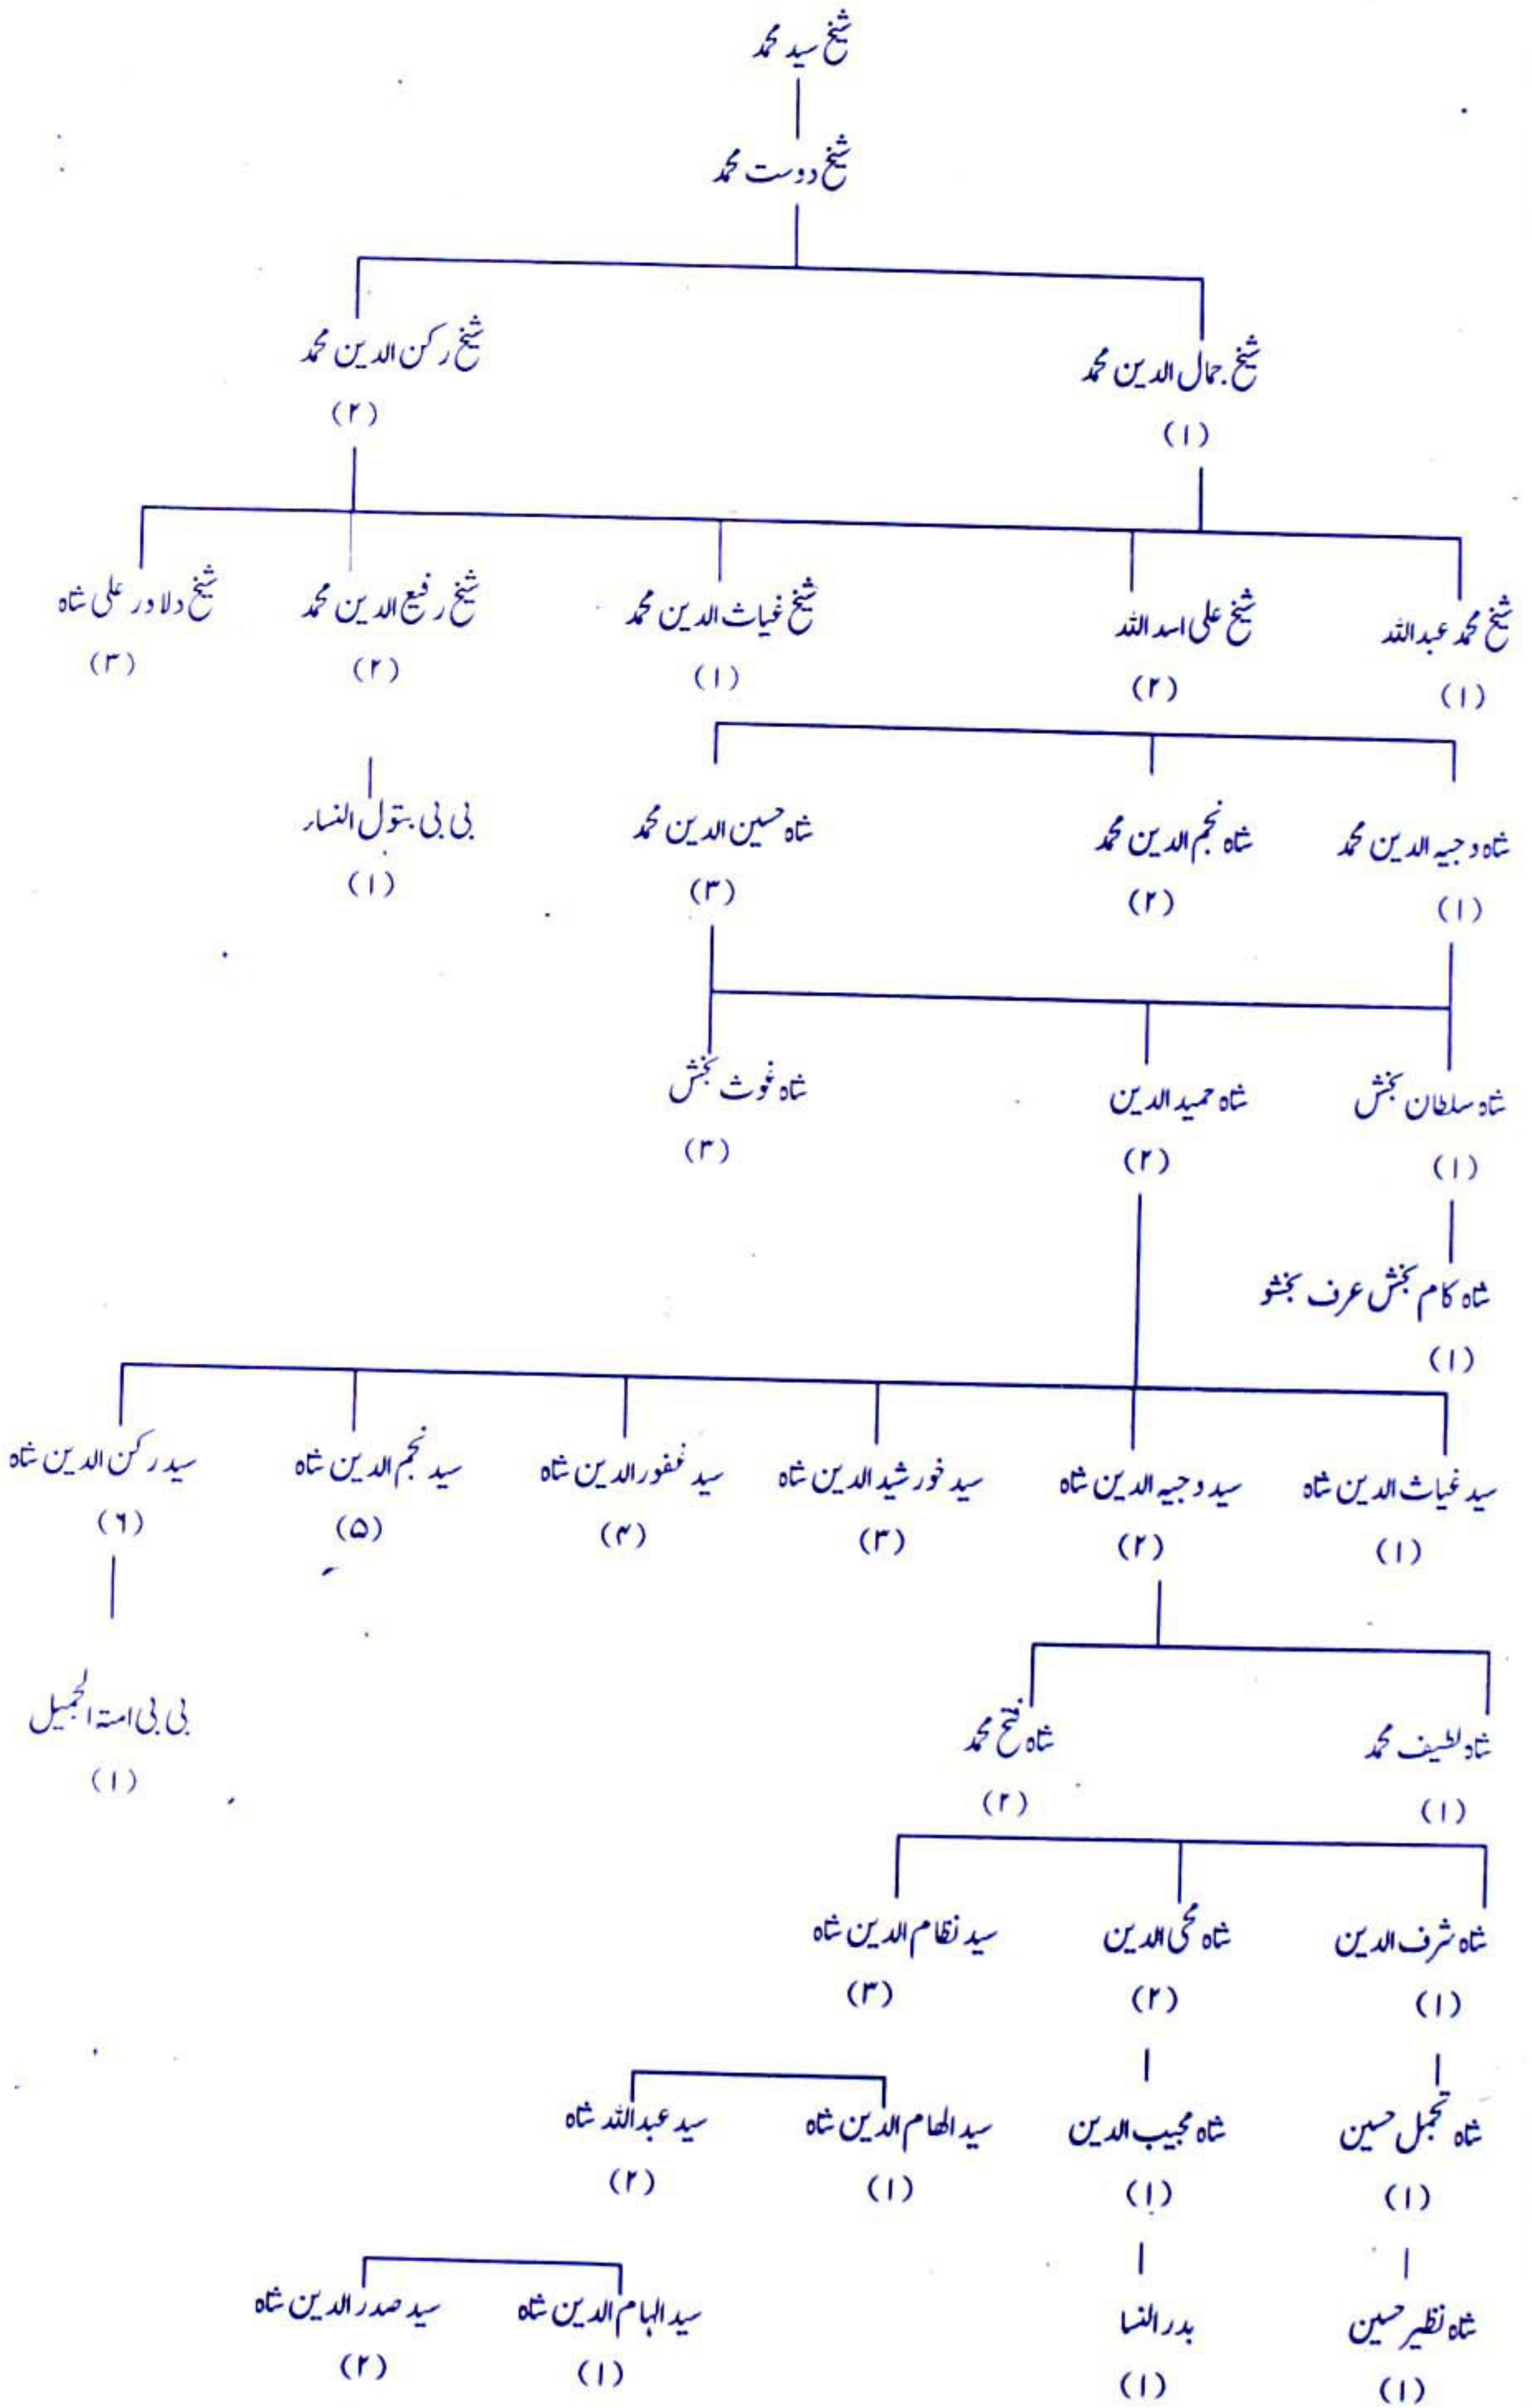 شیخ سید محمد
شیخ دوست محمد
شیخ جمال الدین محمد
(۱)
شیخ رکن الدین محمد
(۲)
شیخ محمد عبداللہ
(۱)
شیخ علی اسد اللہ
(۲)
شیخ غیاث الدین محمد
(۱)
شیخ رفیع الدین محمد
(۲)
شیخ دلاور علی شاہ
(۳)
شاہ وجیہ الدین محمد
(۱)
شاہ نجم الدین محمد
(۲)
شاہ حسین الدین محمد
(۳)
بی بی بتول النساء
(۱)
شاہ سلطان بخش
(۱)
شاہ حمید الدین
(۲)
شاہ غوث بخش
(۳)
شاہ کام بخش عرف بخشو
(۱)
سید غیاث الدین شاہ
(۱)
سید وجیہ الدین شاہ
(۲)
سید خورشید الدین شاہ
(۳)
سید غفور الدین شاہ
(۴)
سید نجم الدین شاہ
(۵)
سید رکن الدین شاہ
(۶)
شاہ لطیف محمد
(۱)
شاہ فتح محمد
(۲)
بی بی امتہ الجمیل
(۱)
شاہ شرف الدین
(۱)
شاہ محی الدین
(۲)
سید نظام الدین شاہ
(۳)
شاہ تجمل حسین
(۱)
شاہ مجیب الدین
(۱)
سید الھام الدین شاہ
(۱)
سید عبداللہ شاہ
(۲)
شاہ نظیر حسین
(۱)
بدر النسا
(۱)
سید الہام الدین شاہ
(۱)
سید صدر الدین شاہ
(۲)